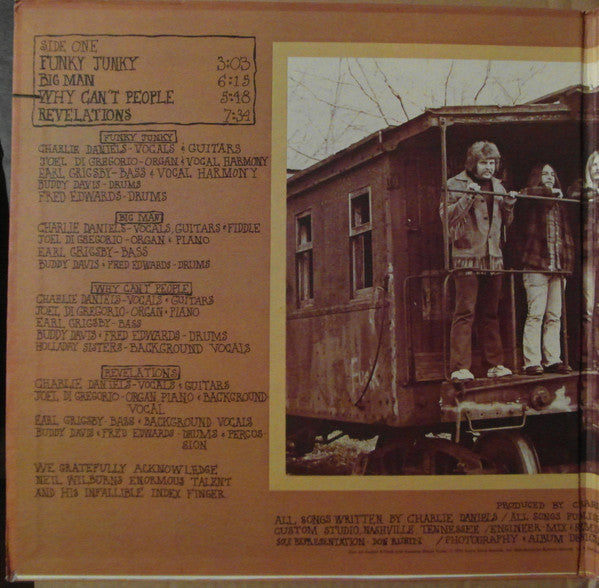 SIDE ONE
FUNKY JUNKY 3:03
BIG MAN 6:15
WHY CAN'T PEOPLE 5:48
REVELATIONS 7:34
FUNKY JUNKY
CHARLIE DANIELS-VOCALS & GUITARS
JOEL DI GREGORIO-ORGAN & VOCAL HARMONY
EARL GRIGSBY-BASS & VOCAL HARMONY
BUDDY DAVIS-DRUMS
FRED EDWARDS-DRUMS
BIG MAN
CHARLIE DANIELS-VOCALS, GUITARS & FIDDLE
JOEL DI GREGORIO-ORGAN & PIANO
EARL GRIGSBY-BASS
BUDDY DAVIS & FRED EDWARDS-DRUMS
WHY CAN'T PEOPLE
CHARLIE DANIELS-VOCALS & GUITARS
JOEL DI GREGORIO-ORGAN & PIANO
EARL GRIGSBY-BASS
BUDDY DAVIS & FRED EDWARDS-DRUMS
HOLLADAY SISTERS-BACKGROUND VOCALS
REVELATIONS
CHARLIE DANIELS-VOCALS & GUITARS
JOEL DI GREGORIO-ORGAN, PIANO & BACKGROUND
VOCAL
EARL GRIGSBY-BASS & BACKGROUND VOCALS
BUDDY DAVIS & FRED EDWARDS-DRUMS & PERCUS-
SION
WE GRATEFULLY ACKNOWLEDGE
NEIL WILBURNS ENORMOUS TALENT
AND HIS INFALLIBLE INDEX FINGER
PRODUCED BY
ALL SONGS WRITTEN BY CHARLIE DANIELS / ALL SONGS
CUSTOM STUDIO, NASHVILLE TENNESSEE / ENGINEER-MIX &
SOLE REPRESENTATION-DON RUBIN / PHOTOGRAPHY & ALBUM